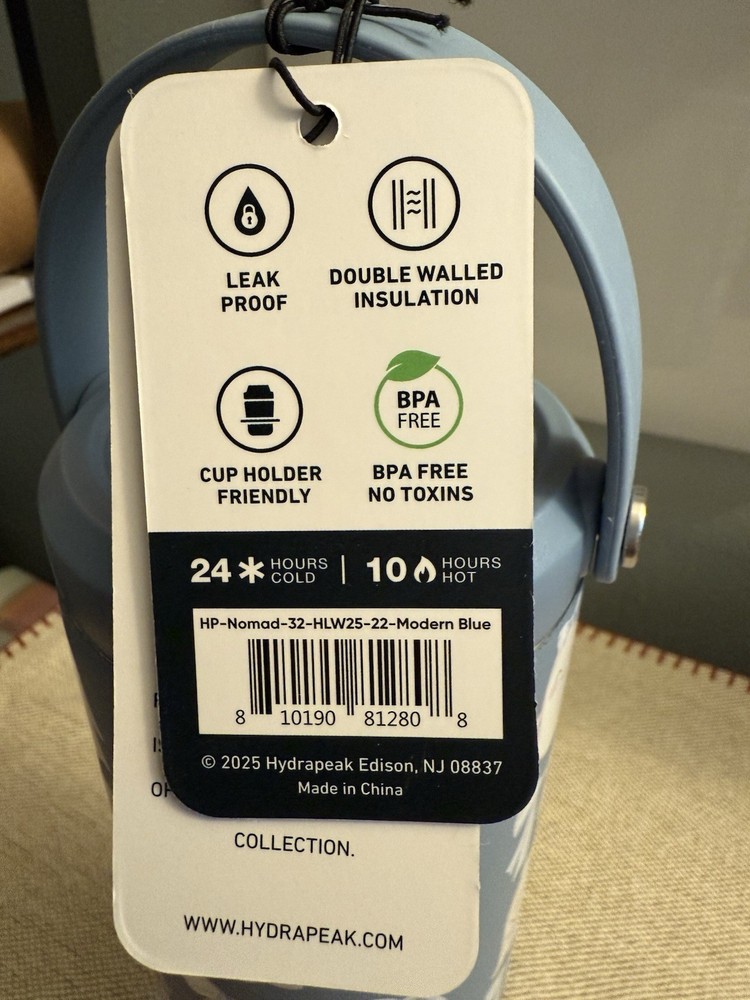 LEAK
PROOF
DOUBLE WALLED
INSULATION
CUP HOLDER
FRIENDLY
BPA
FREE
BPA FREE
NO TOXINS
24 HOURS COLD | 10 HOURS HOT
HP-Nomad-32-HLW25-22-Modern Blue
8 10190 81280 8
© 2025 Hydrapeak Edison, NJ 08837
Made in China
COLLECTION.
WWW.HYDRAPEAK.COM